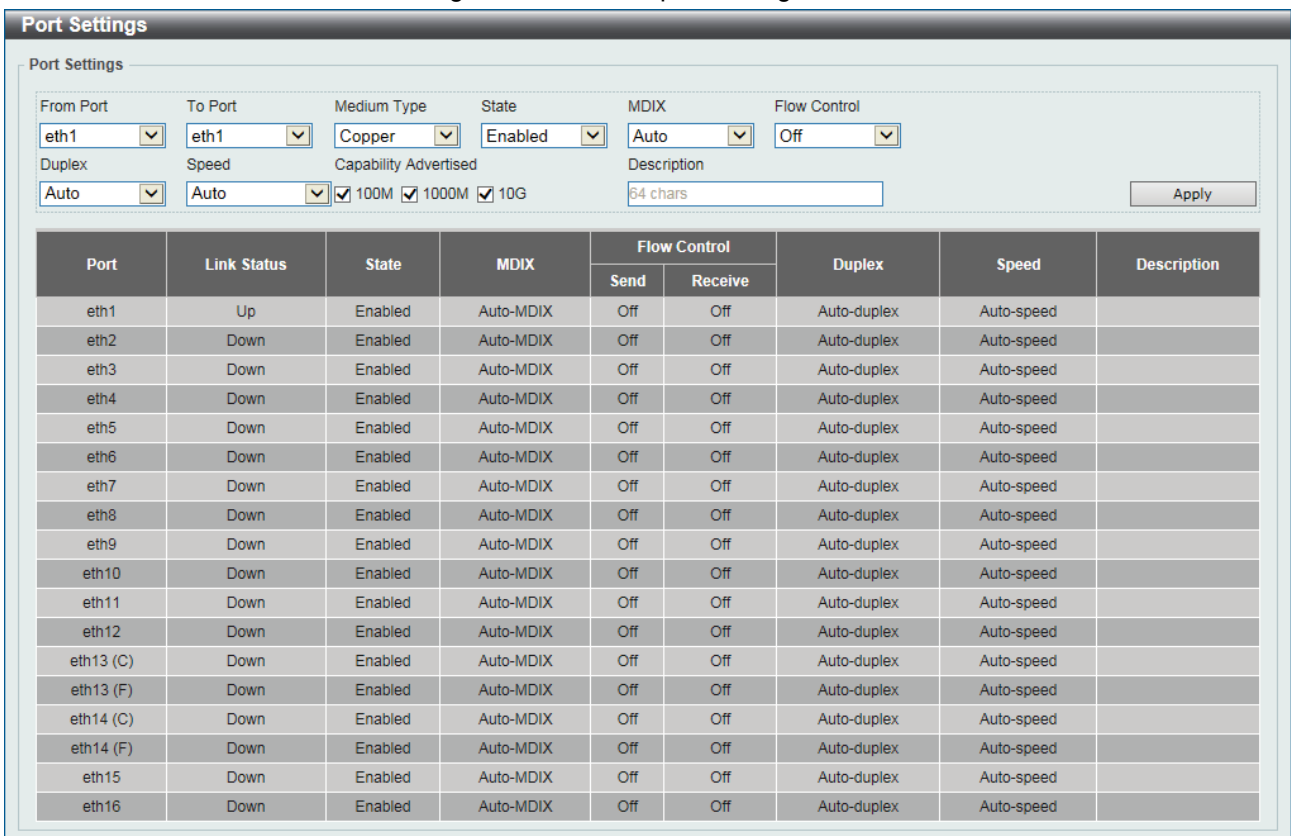 Port Settings
Port Settings
From Port To Port Medium Type State MDIX Flow Control
eth1 eth1 Copper Enabled Auto Off
Duplex Speed Capability Advertised Description
Auto Auto 100M 1000M 10G 64 chars Apply
Port Link Status State MDIX Flow Control Duplex Speed Description
Send Receive
eth1 Up Enabled Auto-MDIX Off Off Auto-duplex Auto-speed
eth2 Down Enabled Auto-MDIX Off Off Auto-duplex Auto-speed
eth3 Down Enabled Auto-MDIX Off Off Auto-duplex Auto-speed
eth4 Down Enabled Auto-MDIX Off Off Auto-duplex Auto-speed
eth5 Down Enabled Auto-MDIX Off Off Auto-duplex Auto-speed
eth6 Down Enabled Auto-MDIX Off Off Auto-duplex Auto-speed
eth7 Down Enabled Auto-MDIX Off Off Auto-duplex Auto-speed
eth8 Down Enabled Auto-MDIX Off Off Auto-duplex Auto-speed
eth9 Down Enabled Auto-MDIX Off Off Auto-duplex Auto-speed
eth10 Down Enabled Auto-MDIX Off Off Auto-duplex Auto-speed
eth11 Down Enabled Auto-MDIX Off Off Auto-duplex Auto-speed
eth12 Down Enabled Auto-MDIX Off Off Auto-duplex Auto-speed
eth13 (C) Down Enabled Auto-MDIX Off Off Auto-duplex Auto-speed
eth13 (F) Down Enabled Auto-MDIX Off Off Auto-duplex Auto-speed
eth14 (C) Down Enabled Auto-MDIX Off Off Auto-duplex Auto-speed
eth14 (F) Down Enabled Auto-MDIX Off Off Auto-duplex Auto-speed
eth15 Down Enabled Auto-MDIX Off Off Auto-duplex Auto-speed
eth16 Down Enabled Auto-MDIX Off Off Auto-duplex Auto-speed